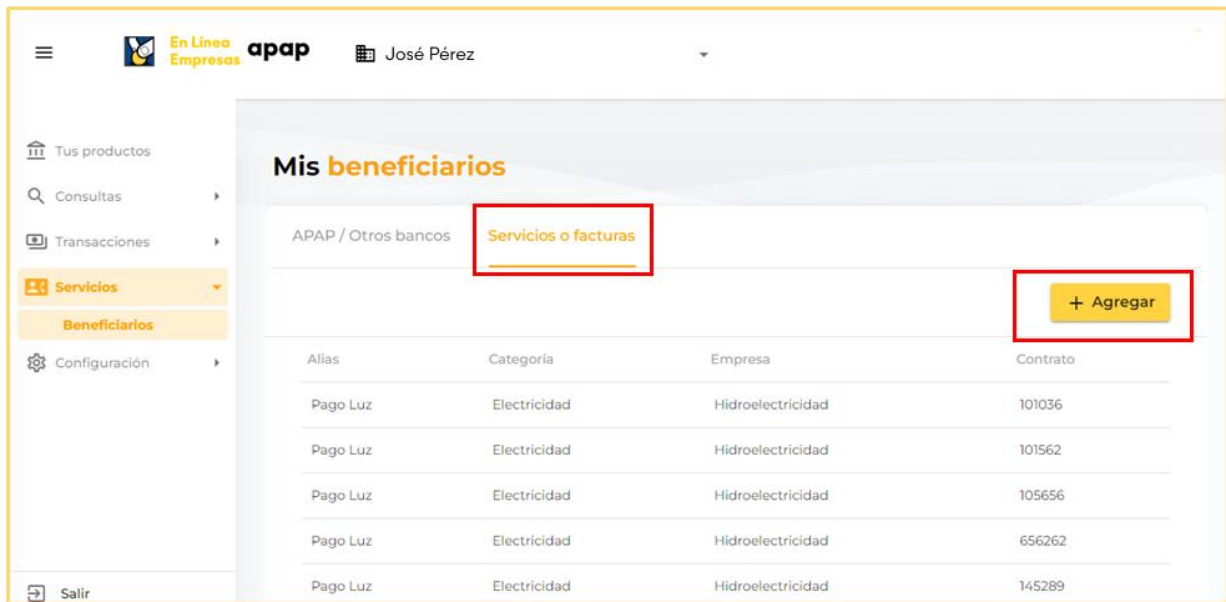 En Línea
Empresas
apap
José Pérez
Tus productos
Consultas
Transacciones
Servicios
Beneficiarios
Configuración
Salir
Mis beneficiarios
APAP / Otros bancos Servicios o facturas
+ Agregar
Alias Categoría Empresa Contrato
Pago Luz Electricidad Hidroelectricidad 101036
Pago Luz Electricidad Hidroelectricidad 101562
Pago Luz Electricidad Hidroelectricidad 105656
Pago Luz Electricidad Hidroelectricidad 656262
Pago Luz Electricidad Hidroelectricidad 145289